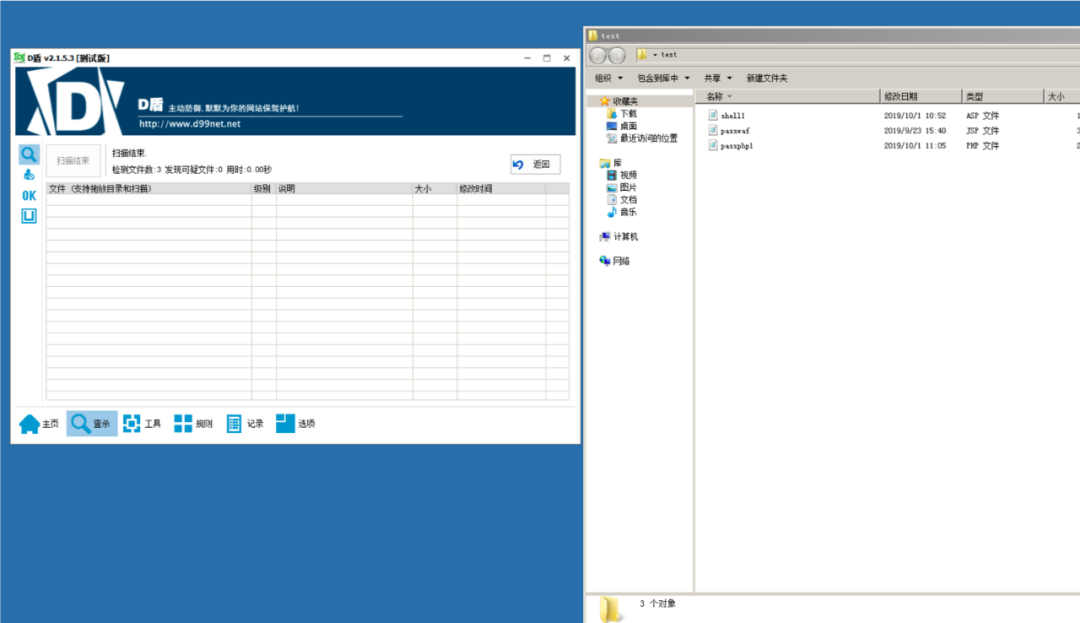 D盾 v2.1.5.3 [测试版]
D盾 主动防御,默默为你的网站保驾护航!
http://www.d99net.net
扫描结束
扫描结束.
检测文件数:3 发现可疑文件:0 用时:0.00秒
返回
OK
文件 (支持拖放目录和扫描) 级别 说明 大小 修改时间
主页 查杀 工具 规则 记录 选项
test
test
组织 包含到库中 共享 新建文件夹
收藏夹
下载
桌面
最近访问的位置
库
视频
图片
文档
音乐
计算机
网络
名称 修改日期 类型 大小
shell1 2019/10/1 10:52 ASP 文件 1
passwaf 2019/9/23 15:40 JSP 文件 3
passphp1 2019/10/1 11:05 PHP 文件 2
3 个对象